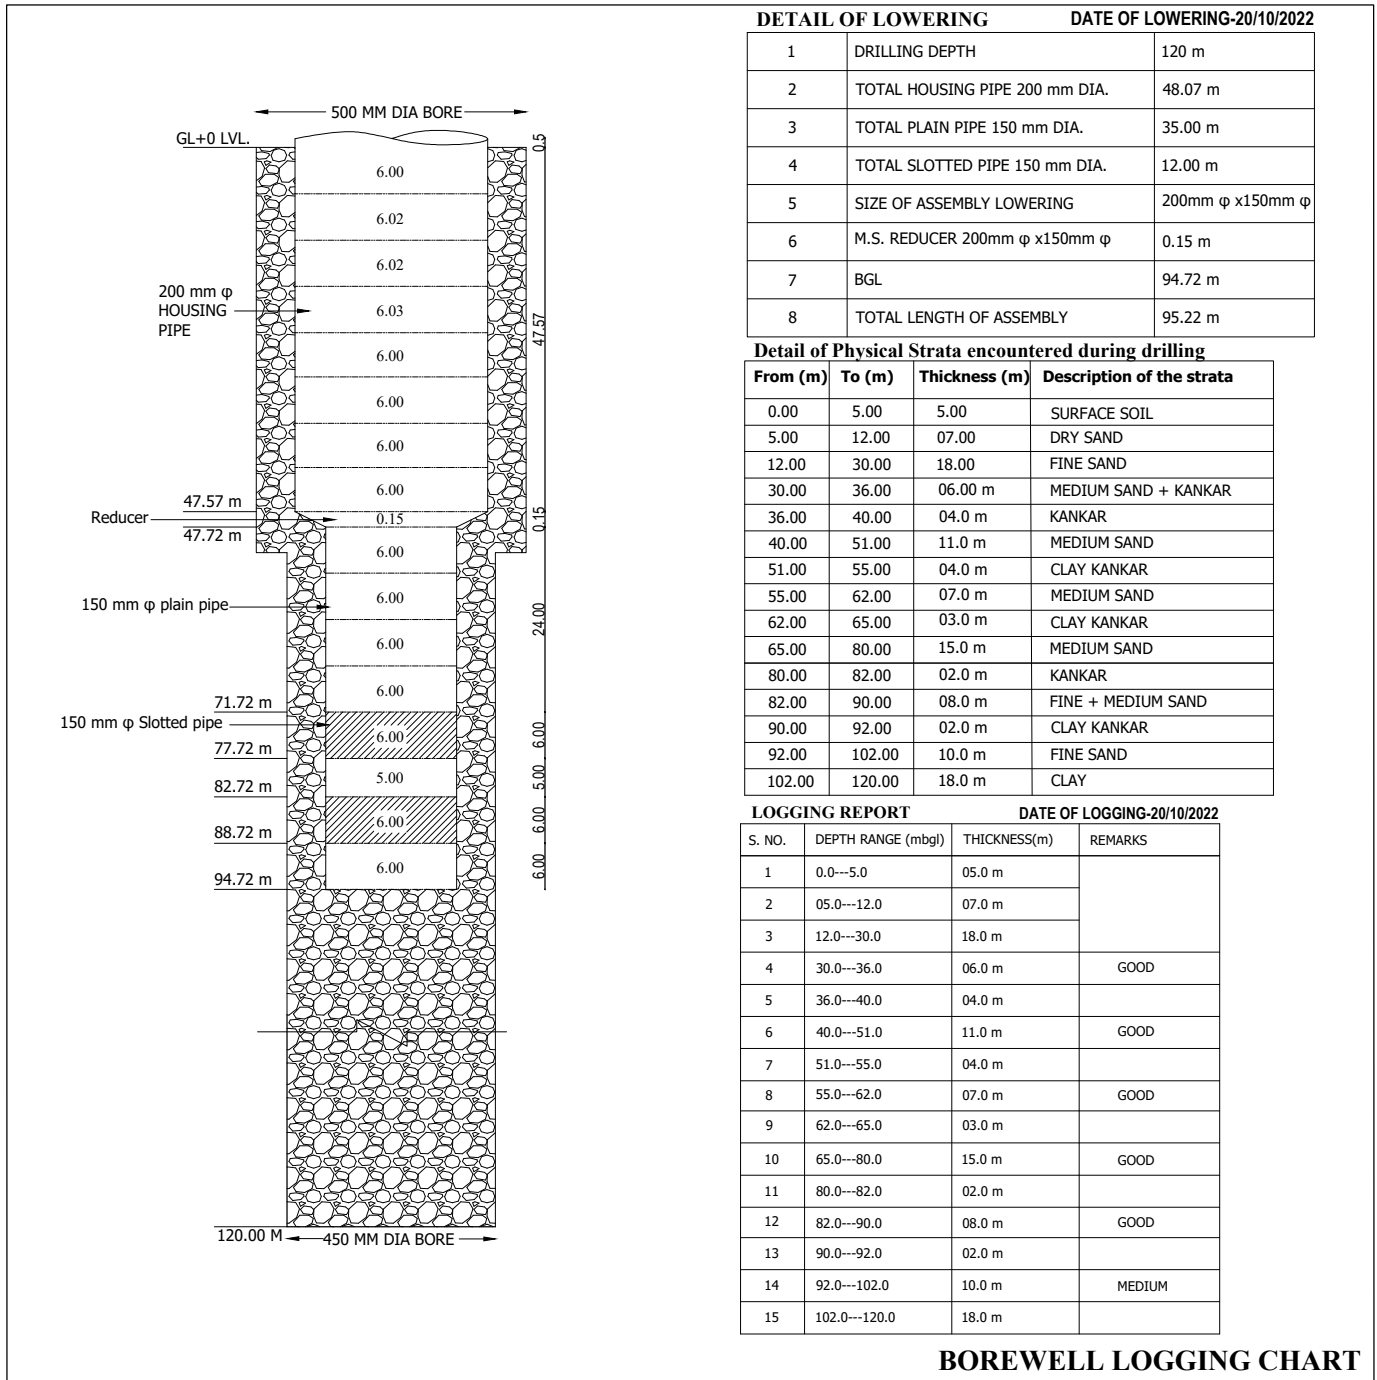 500 MM DIA BORE
GL+0 LVL.
0.5
6.00
6.02
6.02
200 mm φ
HOUSING
PIPE
6.03
47.57
6.00
6.00
6.00
6.00
47.57 m
Reducer
0.15
0.15
47.72 m
6.00
150 mm φ plain pipe
6.00
24.00
6.00
6.00
71.72 m
150 mm φ Slotted pipe
6.00
6.00
77.72 m
5.00
5.00
82.72 m
6.00
6.00
88.72 m
6.00
6.00
94.72 m
120.00 M
450 MM DIA BORE
DETAIL OF LOWERING DATE OF LOWERING-20/10/2022
1 DRILLING DEPTH 120 m
2 TOTAL HOUSING PIPE 200 mm DIA. 48.07 m
3 TOTAL PLAIN PIPE 150 mm DIA. 35.00 m
4 TOTAL SLOTTED PIPE 150 mm DIA. 12.00 m
5 SIZE OF ASSEMBLY LOWERING 200mm φ x150mm φ
6 M.S. REDUCER 200mm φ x150mm φ 0.15 m
7 BGL 94.72 m
8 TOTAL LENGTH OF ASSEMBLY 95.22 m
Detail of Physical Strata encountered during drilling
From (m) To (m) Thickness (m) Description of the strata
0.00 5.00 5.00 SURFACE SOIL
5.00 12.00 07.00 DRY SAND
12.00 30.00 18.00 FINE SAND
30.00 36.00 06.00 m MEDIUM SAND + KANKAR
36.00 40.00 04.0 m KANKAR
40.00 51.00 11.0 m MEDIUM SAND
51.00 55.00 04.0 m CLAY KANKAR
55.00 62.00 07.0 m MEDIUM SAND
62.00 65.00 03.0 m CLAY KANKAR
65.00 80.00 15.0 m MEDIUM SAND
80.00 82.00 02.0 m KANKAR
82.00 90.00 08.0 m FINE + MEDIUM SAND
90.00 92.00 02.0 m CLAY KANKAR
92.00 102.00 10.0 m FINE SAND
102.00 120.00 18.0 m CLAY
LOGGING REPORT DATE OF LOGGING-20/10/2022
S. NO. DEPTH RANGE (mbgl) THICKNESS(m) REMARKS
1 0.0---5.0 05.0 m
2 05.0---12.0 07.0 m
3 12.0---30.0 18.0 m
4 30.0---36.0 06.0 m GOOD
5 36.0---40.0 04.0 m
6 40.0---51.0 11.0 m GOOD
7 51.0---55.0 04.0 m
8 55.0---62.0 07.0 m GOOD
9 62.0---65.0 03.0 m
10 65.0---80.0 15.0 m GOOD
11 80.0---82.0 02.0 m
12 82.0---90.0 08.0 m GOOD
13 90.0---92.0 02.0 m
14 92.0---102.0 10.0 m MEDIUM
15 102.0---120.0 18.0 m
BOREWELL LOGGING CHART